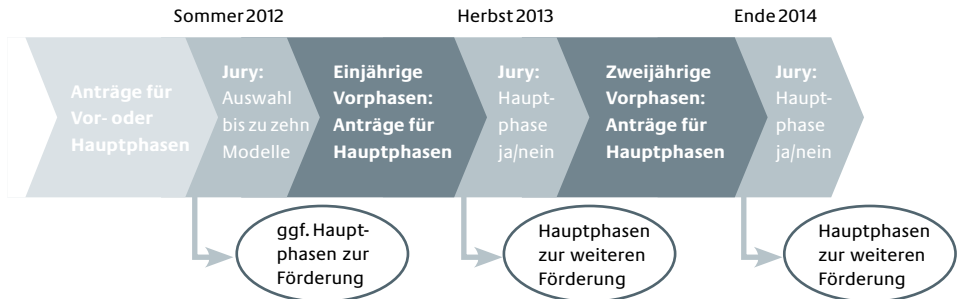 Sommer 2012
Herbst 2013
Ende 2014
Anträge für
Vor- oder
Hauptphasen
Jury:
Auswahl
bis zu zehn
Modelle
Einjährige
Vorphasen:
Anträge für
Hauptphasen
Jury:
Haupt-
phase
ja/nein
Zweijährige
Vorphasen:
Anträge für
Hauptphasen
Jury:
Haupt-
phase
ja/nein
ggf. Haupt-
phasen zur
Förderung
Hauptphasen
zur weiteren
Förderung
Hauptphasen
zur weiteren
Förderung